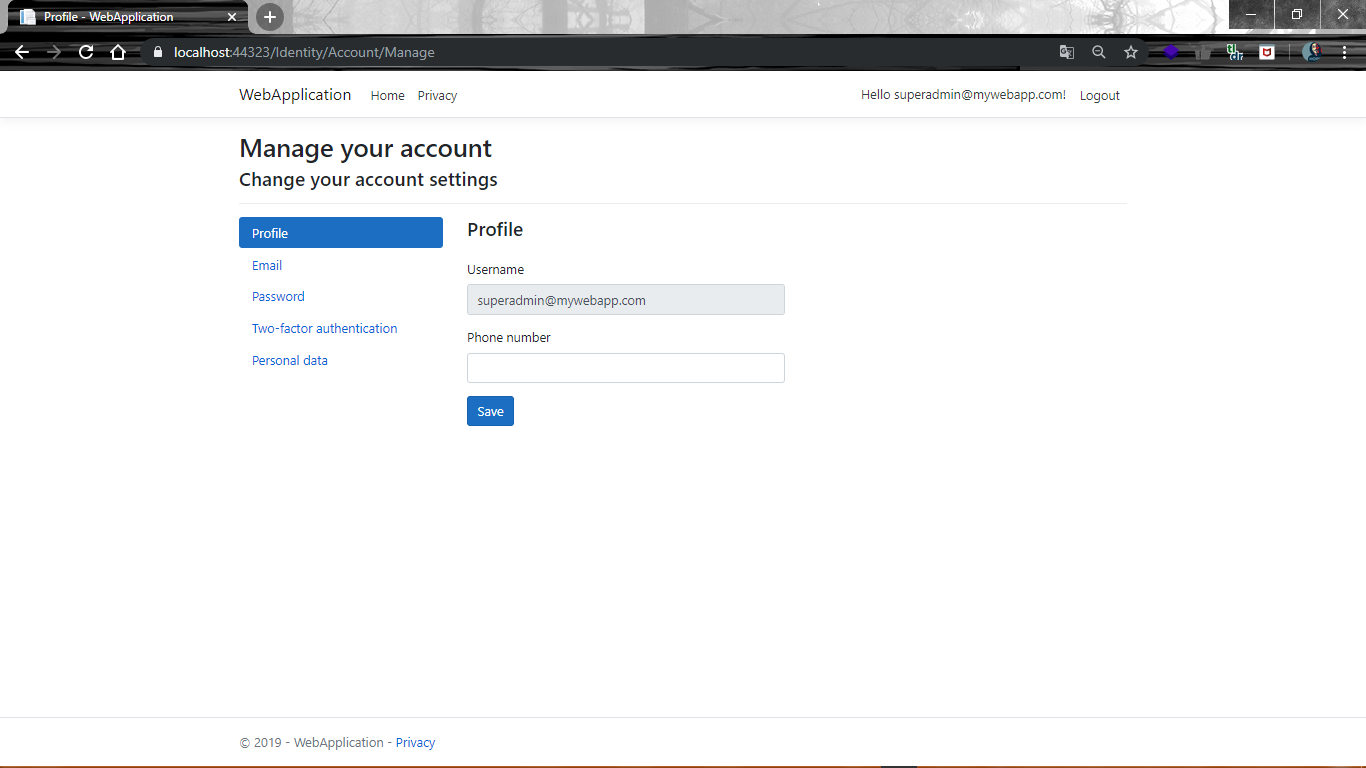 Profile - WebApplication
localhost:44323/Identity/Account/Manage
WebApplication Home Privacy Hello superadmin@mywebapp.com! Logout
Manage your account
Change your account settings
Profile
Email
Password
Two-factor authentication
Personal data
Profile
Username
superadmin@mywebapp.com
Phone number
Save
© 2019 - WebApplication - Privacy